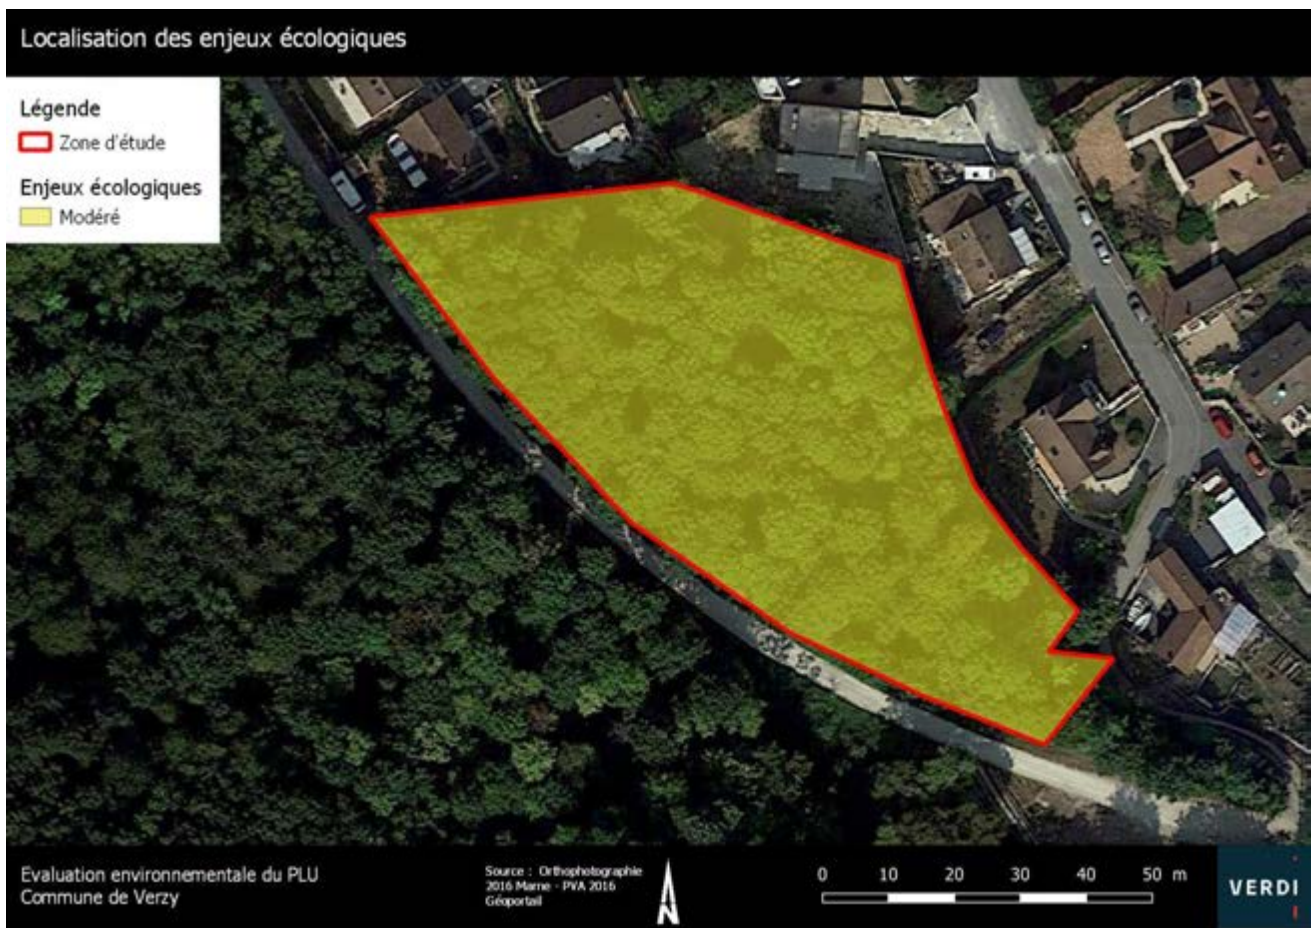 Localisation des enjeux écologiques
Légende
Zone d'étude
Enjeux écologiques
Modéré
Evaluation environnementale du PLU
Commune de Verzy
Source : Orthophotographie
2016 Marne - PVA 2016
Géoportail
N
0 10 20 30 40 50 m
VERDI